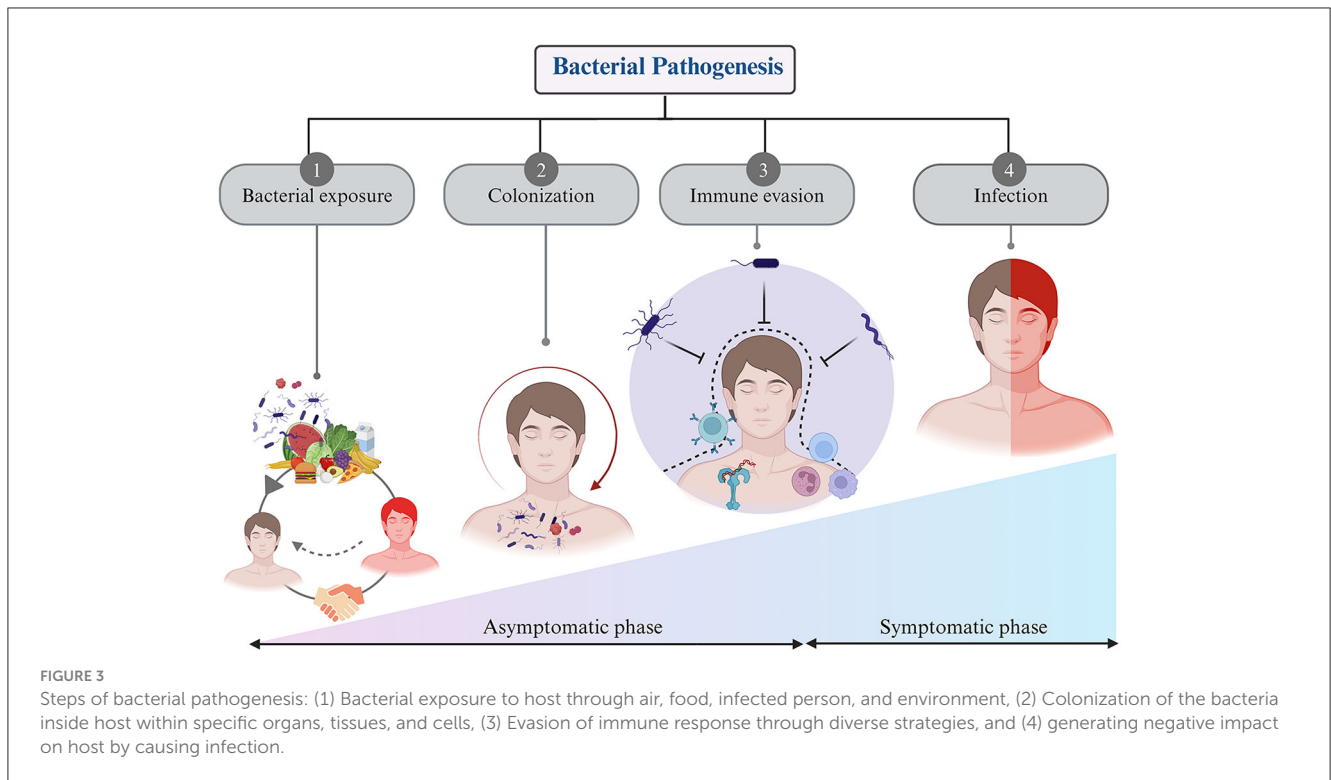 Bacterial Pathogenesis
1
2
3
4
Bacterial exposure
Colonization
Immune evasion
Infection
Asymptomatic phase
Symptomatic phase
FIGURE 3
Steps of bacterial pathogenesis: (1) Bacterial exposure to host through air, food, infected person, and environment, (2) Colonization of the bacteria
inside host within specific organs, tissues, and cells, (3) Evasion of immune response through diverse strategies, and (4) generating negative impact
on host by causing infection.